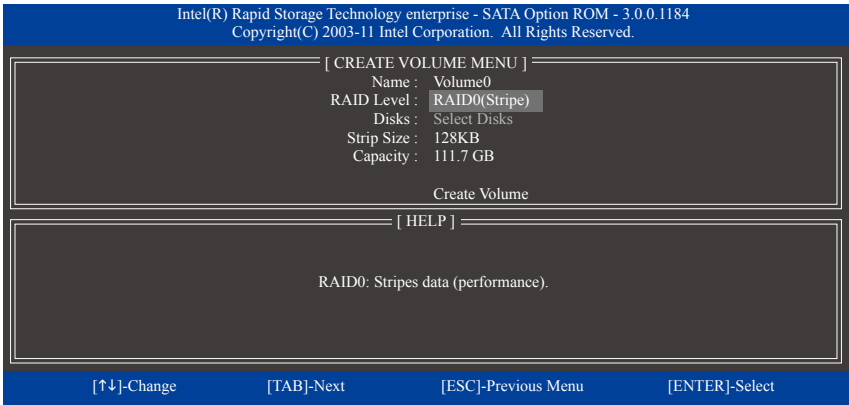 Intel(R) Rapid Storage Technology enterprise - SATA Option ROM - 3.0.0.1184
Copyright(C) 2003-11 Intel Corporation.  All Rights Reserved.
[ CREATE VOLUME MENU ]
Name : Volume0
RAID Level : RAID0(Stripe)
Disks : Select Disks
Strip Size : 128KB
Capacity : 111.7 GB
Create Volume
[ HELP ]
RAID0: Stripes data (performance).
[↑↓]-Change [TAB]-Next [ESC]-Previous Menu [ENTER]-Select